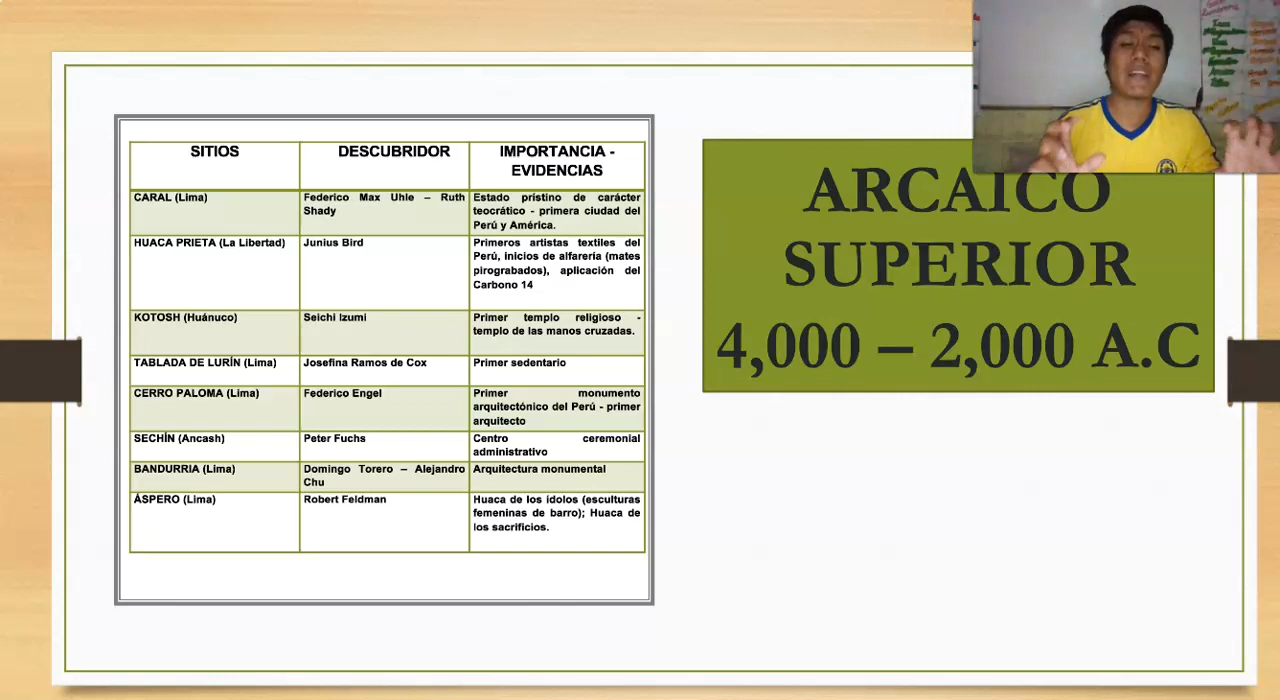 SITIOS
DESCUBRIDOR
IMPORTANCIA -
EVIDENCIAS
CARAL (Lima)
Federico Max Uhle – Ruth
Shady
Estado prístino de carácter
teocrático - primera ciudad del
Perú y América.
HUACA PRIETA (La Libertad)
Junius Bird
Primeros artistas textiles del
Perú, inicios de alfarería (mates
pirograbados), aplicación del
Carbono 14
KOTOSH (Huánuco)
Seichi Izumi
Primer templo religioso -
templo de las manos cruzadas.
TABLADA DE LURÍN (Lima)
Josefina Ramos de Cox
Primer sedentario
CERRO PALOMA (Lima)
Federico Engel
Primer monumento
arquitectónico del Perú - primer
arquitecto
SECHÍN (Ancash)
Peter Fuchs
Centro ceremonial
administrativo
BANDURRIA (Lima)
Domingo Torero – Alejandro
Chu
Arquitectura monumental
ÁSPERO (Lima)
Robert Feldman
Huaca de los ídolos (esculturas
femeninas de barro); Huaca de
los sacrificios.
ARCAICO
SUPERIOR
4,000 – 2,000 A.C